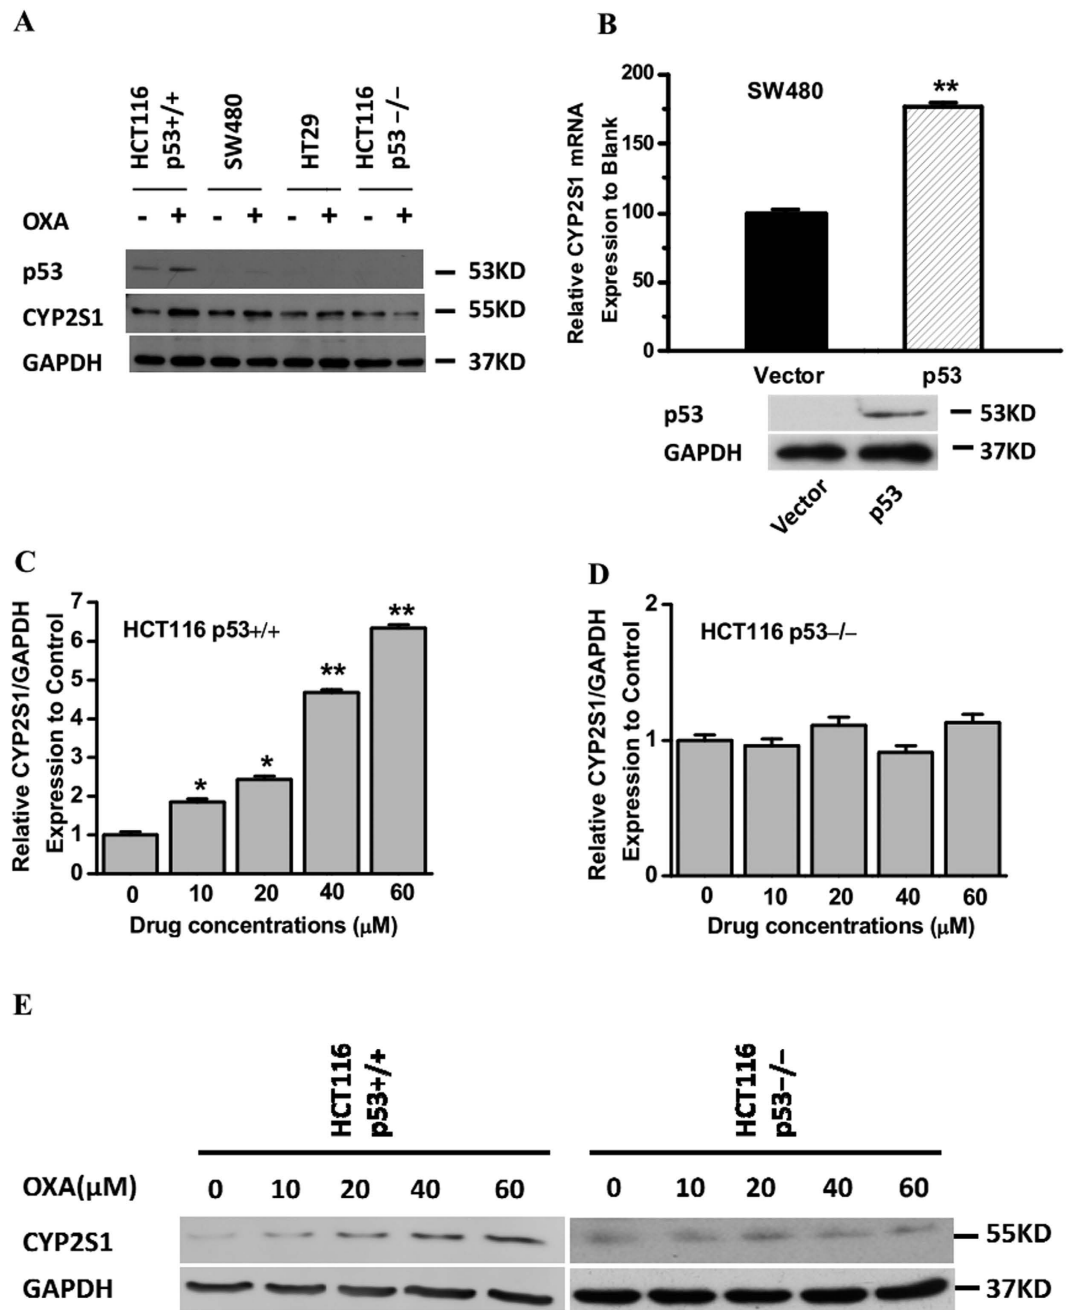 A
HCT116
p53+/+
SW480
HT29
HCT116
p53 –/–
OXA - + - + - + - +
p53 53KD
CYP2S1 55KD
GAPDH 37KD
B
Relative CYP2S1 mRNA
Expression to Blank
200
150
100
50
0
SW480
**
Vector p53
p53 53KD
GAPDH 37KD
Vector p53
C
Relative CYP2S1/GAPDH
Expression to Control
7
6
5
4
3
2
1
0
HCT116 p53+/+
* * ** **
0 10 20 40 60
Drug concentrations (µM)
D
Relative CYP2S1/GAPDH
Expression to Control
2
1
0
HCT116 p53–/–
0 10 20 40 60
Drug concentrations (µM)
E
HCT116
p53+/+
HCT116
p53–/–
OXA(µM) 0 10 20 40 60 0 10 20 40 60
CYP2S1 55KD
GAPDH 37KD